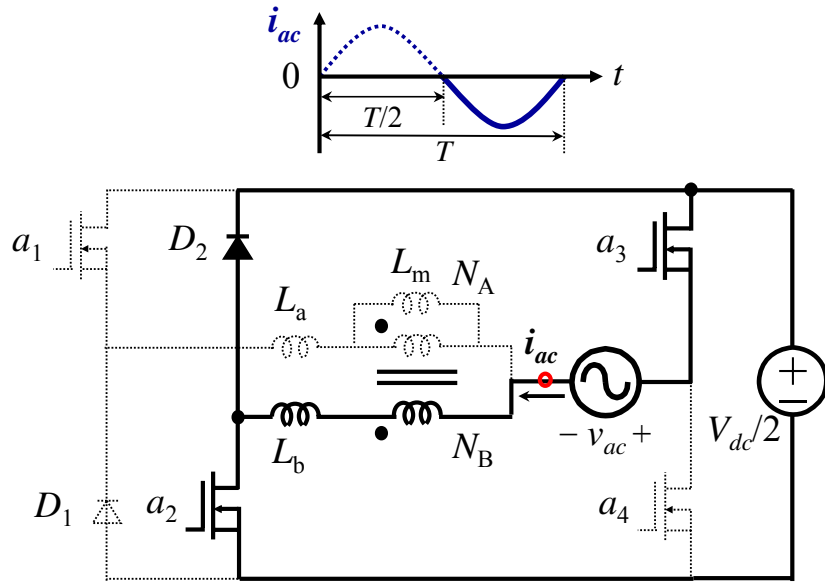 i_ac
0
t
T/2
T
a_1
D_2
L_m
N_A
a_3
L_a
i_ac
+
−
− v_ac +
V_dc/2
L_b
N_B
D_1
a_2
a_4